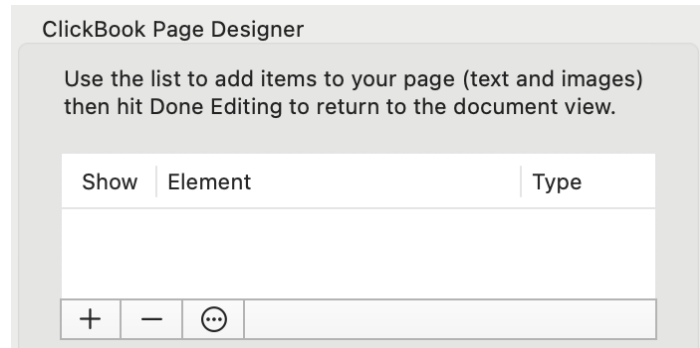 ClickBook Page Designer
Use the list to add items to your page (text and images)
then hit Done Editing to return to the document view.
Show Element Type